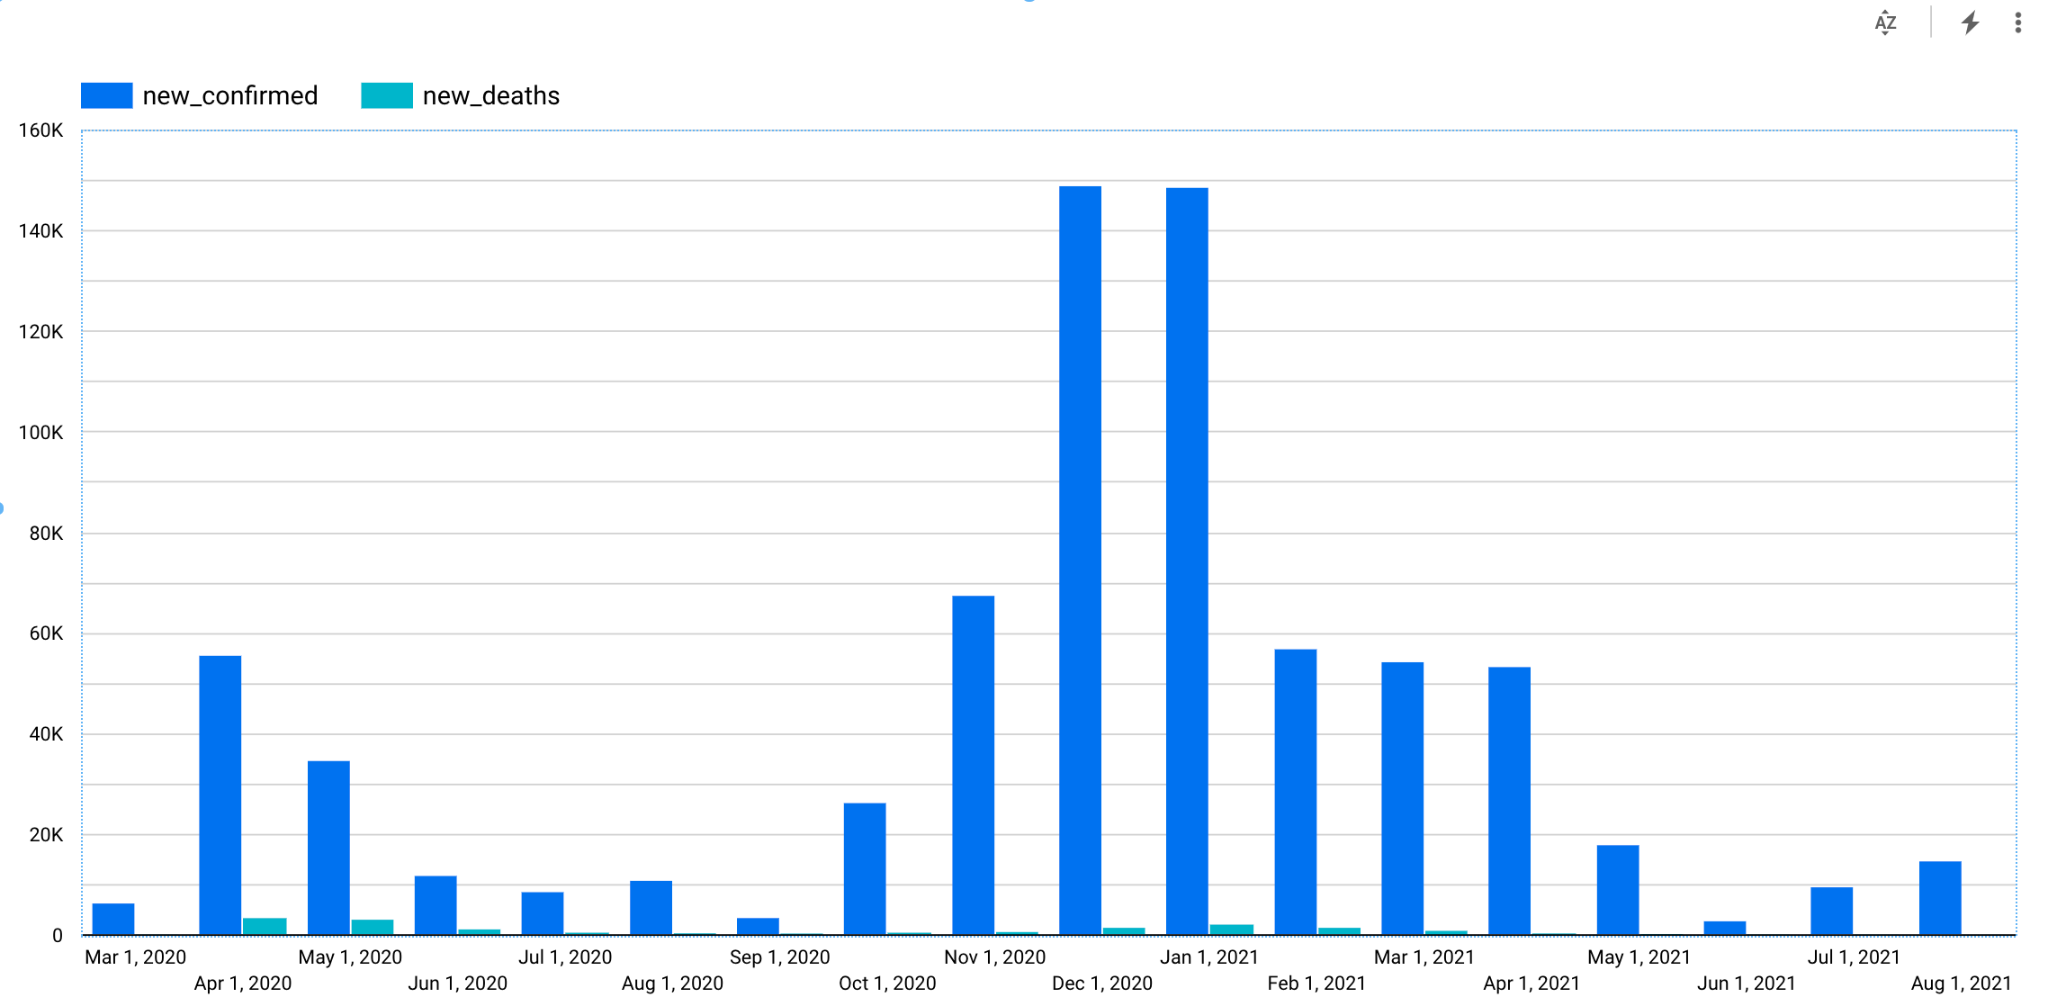 AZ
new_confirmed new_deaths
160K
140K
120K
100K
80K
60K
40K
20K
0
Mar 1, 2020 May 1, 2020 Jul 1, 2020 Sep 1, 2020 Nov 1, 2020 Jan 1, 2021 Mar 1, 2021 May 1, 2021 Jul 1, 2021
Apr 1, 2020 Jun 1, 2020 Aug 1, 2020 Oct 1, 2020 Dec 1, 2020 Feb 1, 2021 Apr 1, 2021 Jun 1, 2021 Aug 1, 2021